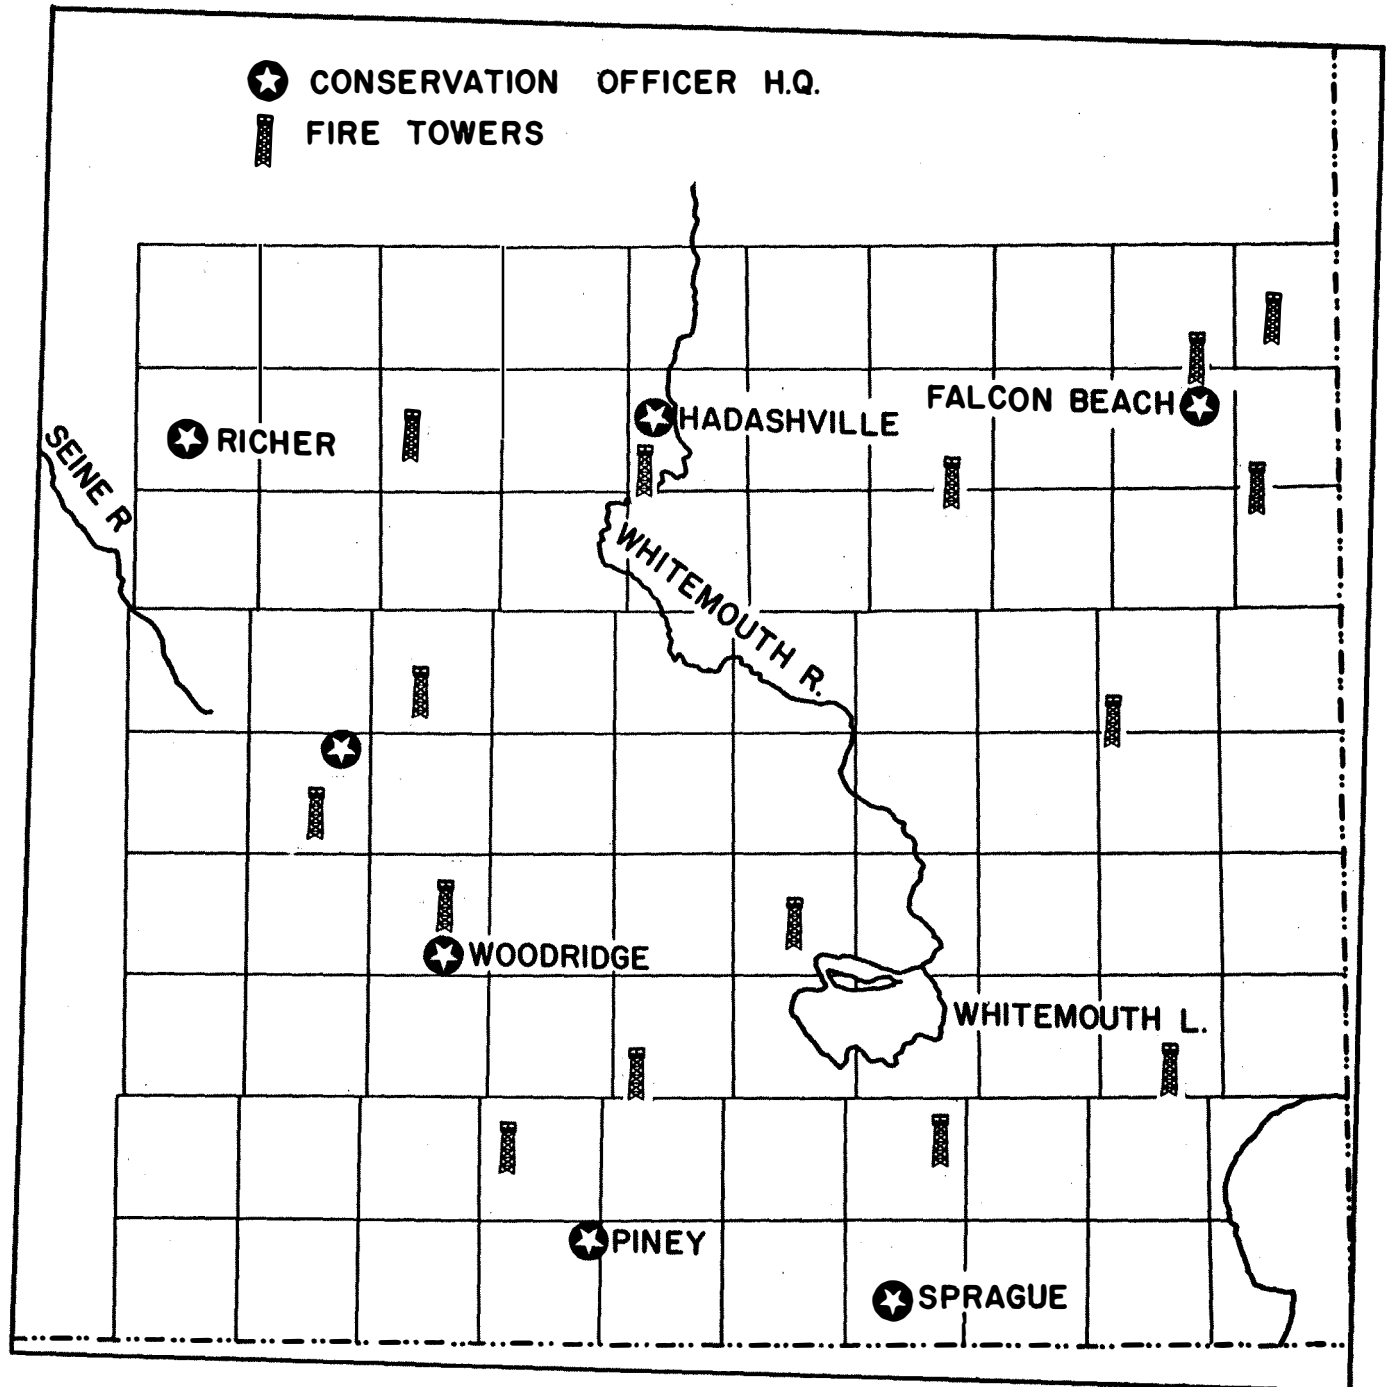 CONSERVATION OFFICER H.Q.
FIRE TOWERS
FALCON BEACH
HADASHVILLE
RICHER
SEINE R
WHITEMOUTH R.
WOODRIDGE
WHITEMOUTH L.
PINEY
SPRAGUE